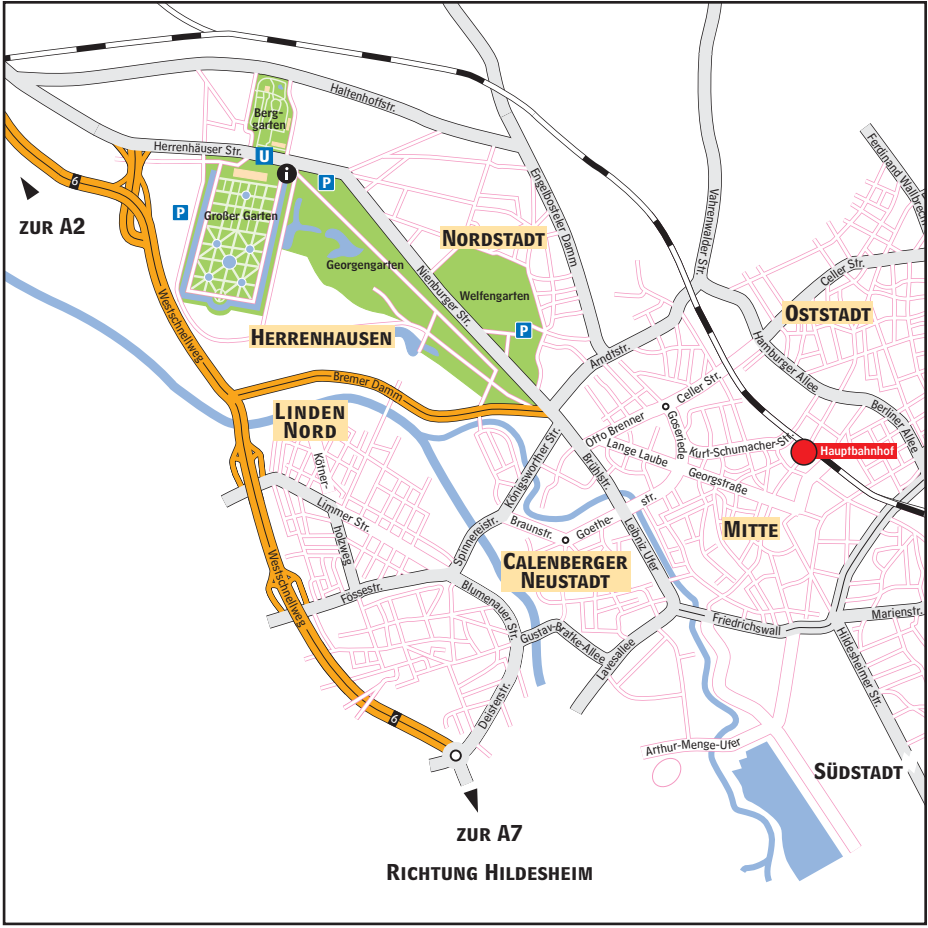 Haltenhoffstr.
Berg-
garten
Herrenhäuser Str.
U
i
P
P
6
ZUR A2
Großer Garten
Georgengarten
NORDSTADT
Engelbosteler Damm
Vahrenwalder Str.
Ferdinand Wallbrecht
Celler Str.
OSTSTADT
Nienburger Str.
Welfengarten
P
HERRENHAUSEN
Westschnellweg
Arndtstr.
Hamburger Allee
Bremer Damm
Celler Str.
Berliner Allee
LINDEN
NORD
Otto Brenner
Goseriede
Kurt-Schumacher-Str.
Hauptbahnhof
Lange Laube
Georgstraße
Königsworther Str.
Brühlstr.
Kötner-
holzweg
Limmer Str.
Spinnereistr.
Braunstr.
Goethe-
str.
Leibniz Ufer
MITTE
CALENBERGER
NEUSTADT
Westschnellweg
Fössestr.
Blumenauer Str.
Gustav-Bratke-Allee
Lavesallee
Friedrichswall
Marienstr.
Hildesheimer Str.
Deisterstr.
6
Arthur-Menge-Ufer
SÜDSTADT
ZUR A7
RICHTUNG HILDESHEIM